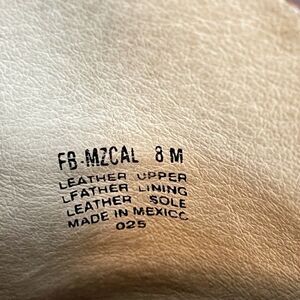 FB-MZCAL 8 M
LEATHER UPPER
LEATHER LINING
LEATHER SOLE
MADE IN MEXICO
025